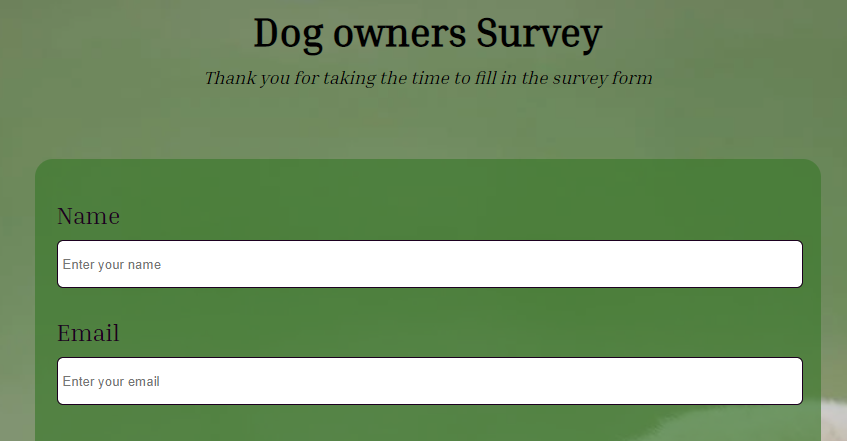 Dog owners Survey
Thank you for taking the time to fill in the survey form
Name
Enter your name
Email
Enter your email